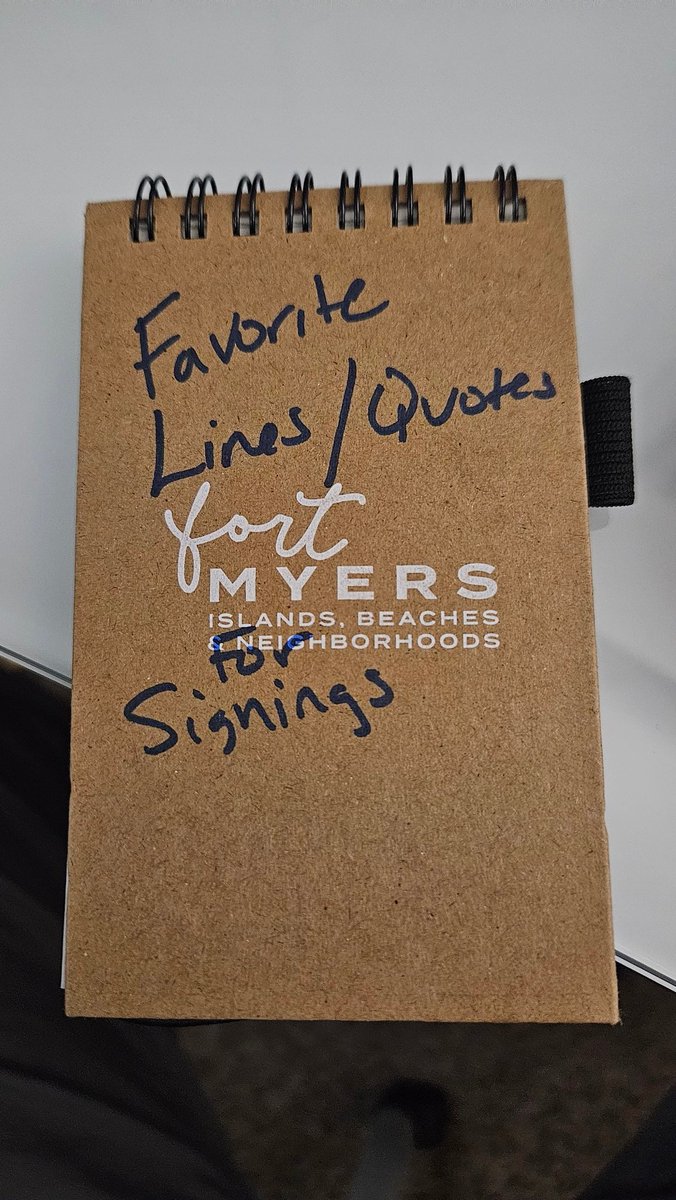 Favorite
Lines/Quotes
fort
MYERS
ISLANDS, BEACHES
& NEIGHBORHOODS
For
Signings